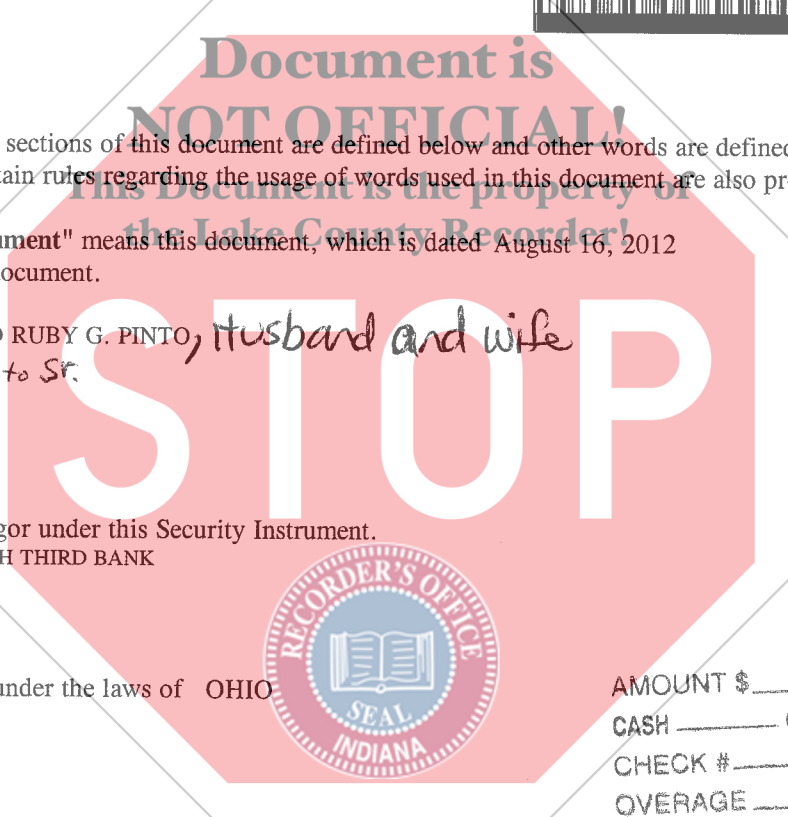 Document is
NOT OFFICIAL!
sections of this document are defined below and other words are defined
tain rules regarding the usage of words used in this document are also pr
This Document is the property of
the Lake County Recorder!
ument" means this document, which is dated August 16, 2012
ocument.
RUBY G. PINTO, Husband and wife
to Sr.
STOP
gor under this Security Instrument.
H THIRD BANK
RECORDER'S OFFICE
SEAL
INDIANA
under the laws of OHIO
AMOUNT $
CASH
CHECK #
OVERAGE